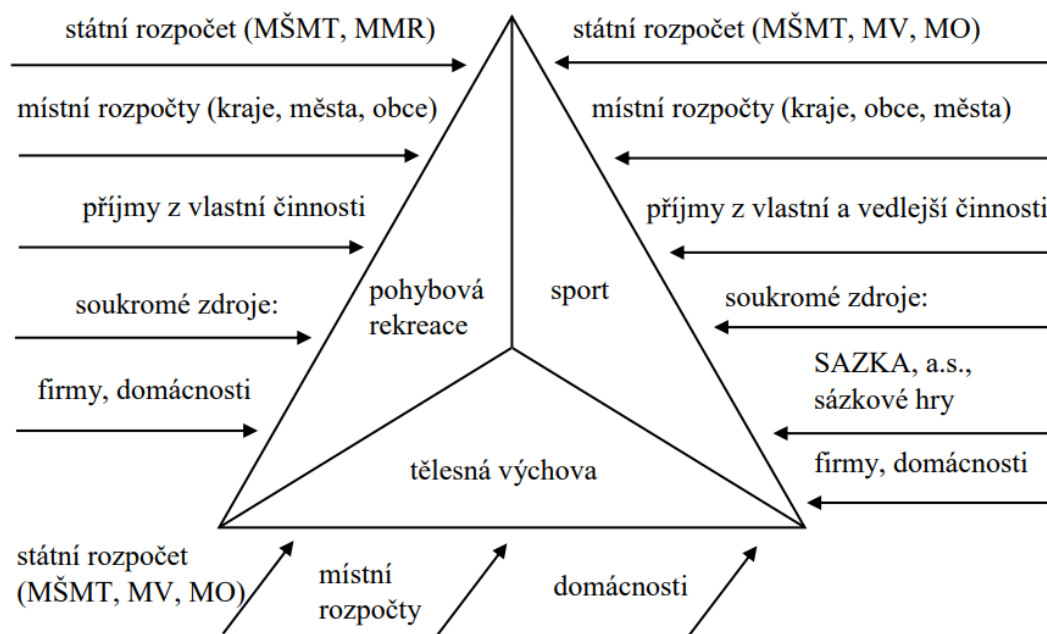 státní rozpočet (MŠMT, MMR)
státní rozpočet (MŠMT, MV, MO)
místní rozpočty (kraje, města, obce)
místní rozpočty (kraje, obce, města)
příjmy z vlastní činnosti
příjmy z vlastní a vedlejší činnosti
soukromé zdroje:
pohybová
rekreace
sport
soukromé zdroje:
firmy, domácnosti
SAZKA, a.s.,
sázkové hry
tělesná výchova
firmy, domácnosti
státní rozpočet
(MŠMT, MV, MO)
místní
rozpočty
domácnosti